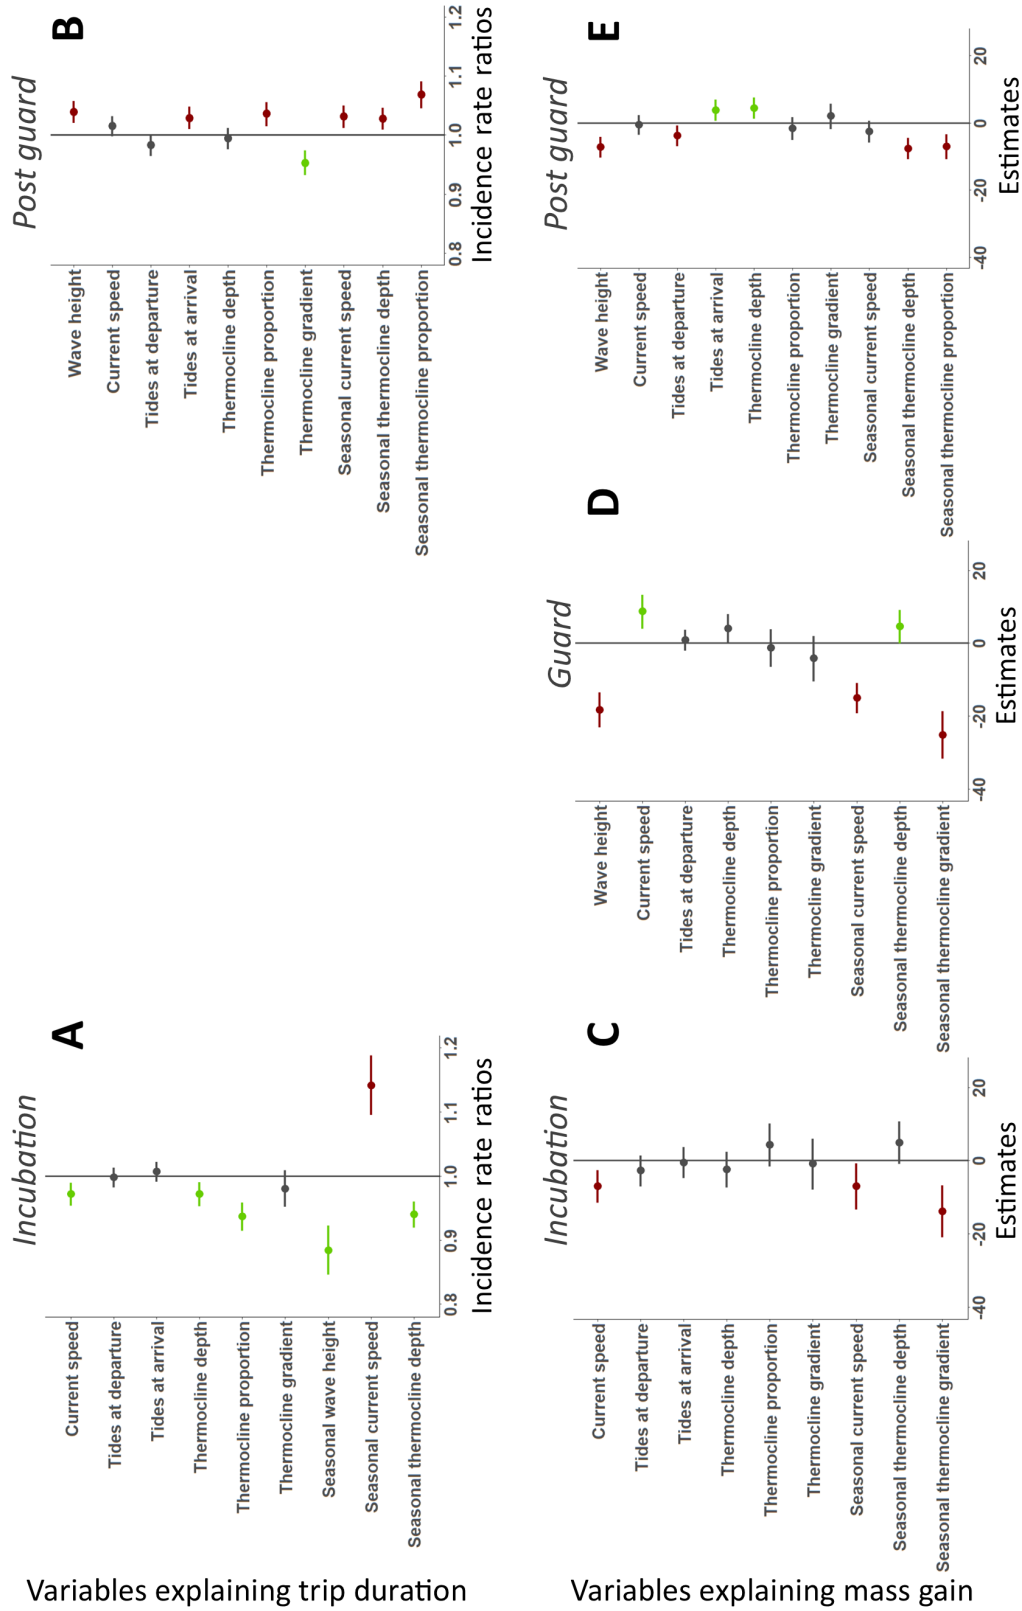 Variables explaining trip duration
Incubation
A
Current speed
Tides at departure
Tides at arrival
Thermocline depth
Thermocline proportion
Thermocline gradient
Seasonal wave height
Seasonal current speed
Seasonal thermocline depth
0.8 0.9 1.0 1.1 1.2
Incidence rate ratios
Post guard
B
Wave height
Current speed
Tides at departure
Tides at arrival
Thermocline depth
Thermocline proportion
Thermocline gradient
Seasonal current speed
Seasonal thermocline depth
Seasonal thermocline proportion
0.8 0.9 1.0 1.1 1.2
Incidence rate ratios
Variables explaining mass gain
Incubation
C
Current speed
Tides at departure
Tides at arrival
Thermocline depth
Thermocline proportion
Thermocline gradient
Seasonal current speed
Seasonal thermocline depth
Seasonal thermocline gradient
-40 -20 0 20
Estimates
Guard
D
Wave height
Current speed
Tides at departure
Thermocline depth
Thermocline proportion
Thermocline gradient
Seasonal current speed
Seasonal thermocline depth
Seasonal thermocline gradient
-40 -20 0 20
Estimates
Post guard
E
Wave height
Current speed
Tides at departure
Tides at arrival
Thermocline depth
Thermocline proportion
Thermocline gradient
Seasonal current speed
Seasonal thermocline depth
Seasonal thermocline proportion
-40 -20 0 20
Estimates